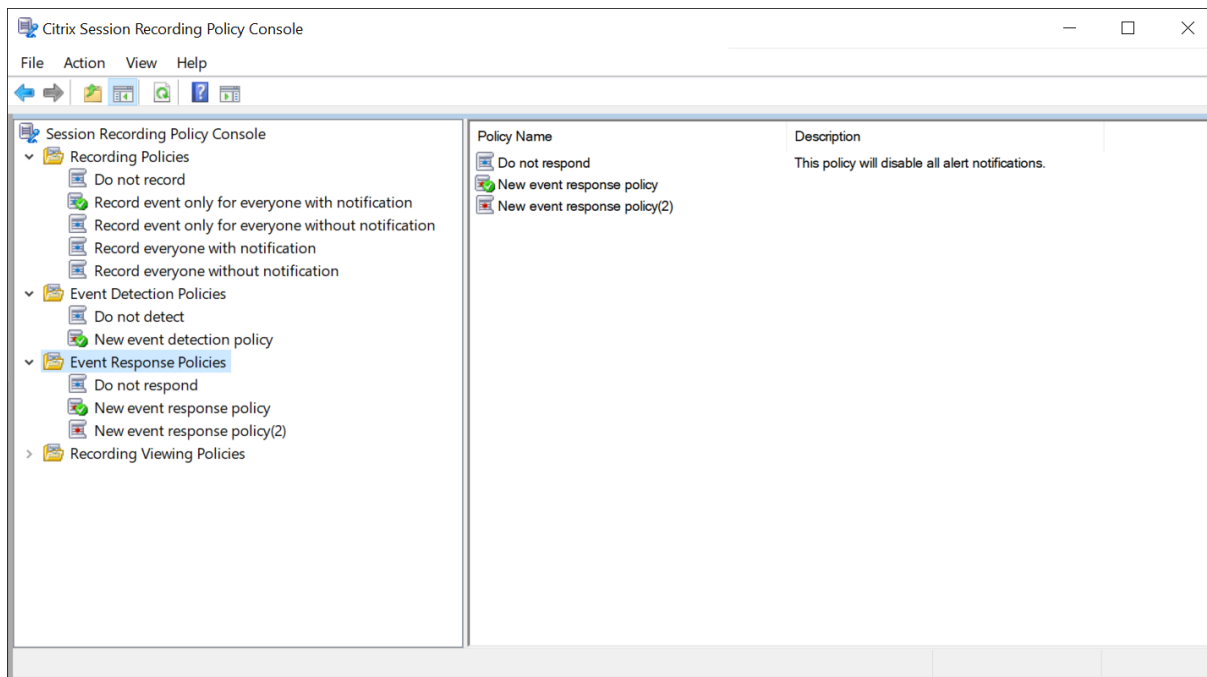 Citrix Session Recording Policy Console
File Action View Help
Session Recording Policy Console
Recording Policies
Do not record
Record event only for everyone with notification
Record event only for everyone without notification
Record everyone with notification
Record everyone without notification
Event Detection Policies
Do not detect
New event detection policy
Event Response Policies
Do not respond
New event response policy
New event response policy(2)
Recording Viewing Policies
Policy Name Description
Do not respond This policy will disable all alert notifications.
New event response policy
New event response policy(2)